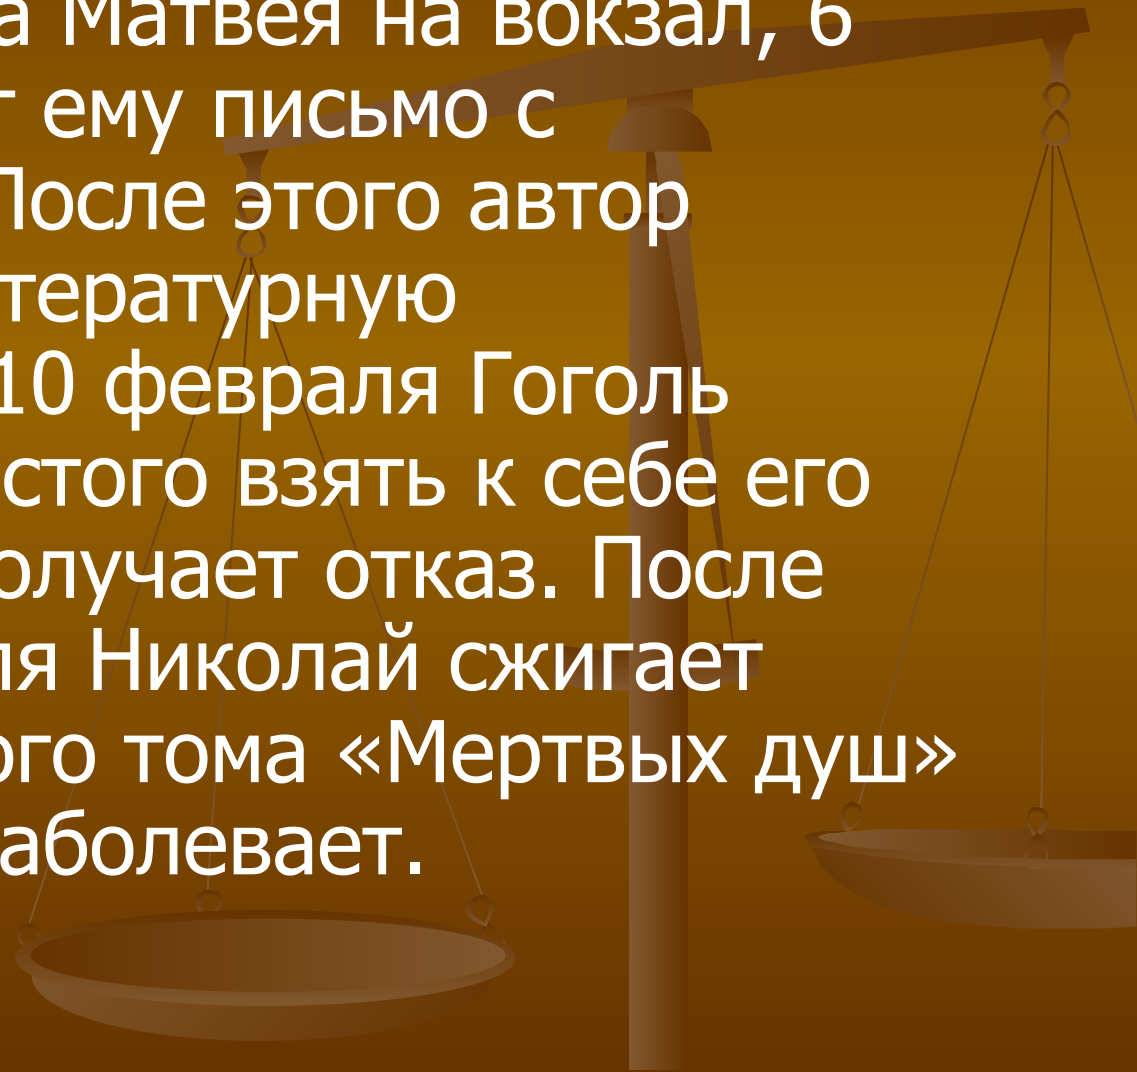 а Матвея на вокзал, 6
т ему письмо с
После этого автор
тературную
10 февраля Гоголь
стого взять к себе его
олучает отказ. После
ля Николай сжигает
ого тома «Мертвых душ»
аболевает.